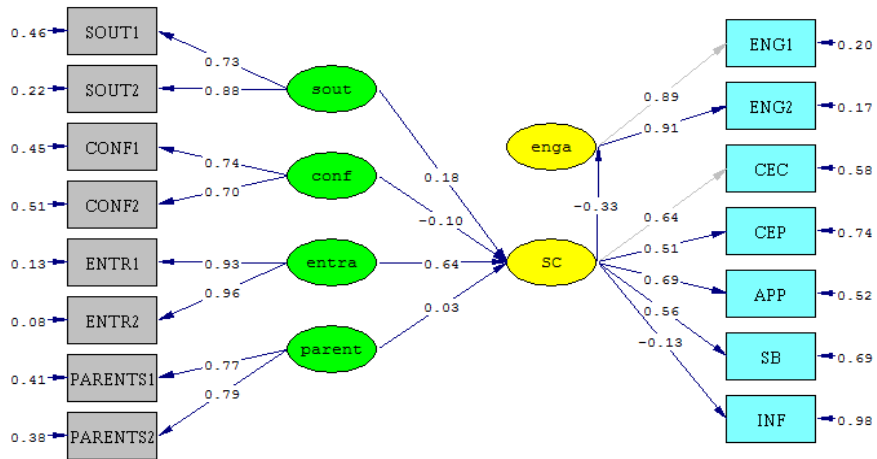 0.46 SOUT1
0.22 SOUT2
0.45 CONF1
0.51 CONF2
0.13 ENTR1
0.08 ENTR2
0.41 PARENTS1
0.38 PARENTS2
0.73
0.88
0.74
0.70
0.93
0.96
0.77
0.79
sout
conf
entra
parent
0.18
-0.10
0.64
0.03
enga
-0.33
SC
0.89
0.91
0.64
0.51
0.69
0.56
-0.13
ENG1 0.20
ENG2 0.17
CEC 0.58
CEP 0.74
APP 0.52
SB 0.69
INF 0.98